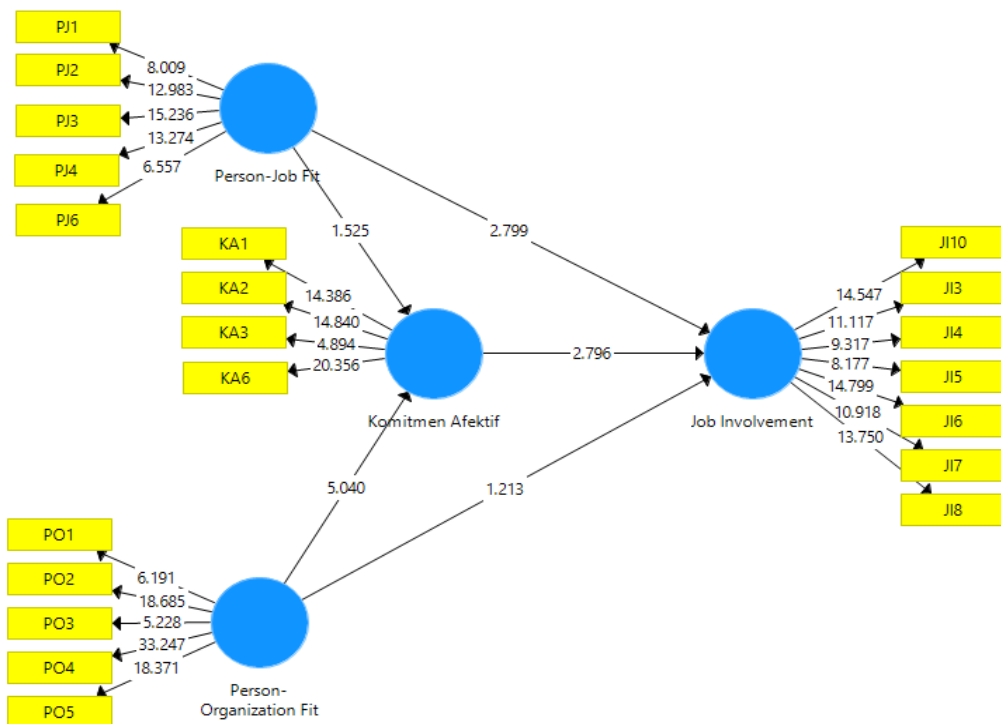 PJ1
PJ2
PJ3
PJ4
PJ6
8.009
12.983
15.236
13.274
6.557
Person-Job Fit
1.525
2.799
KA1
KA2
KA3
KA6
14.386
14.840
4.894
20.356
Komitmen Afektif
2.796
Job Involvement
14.547
11.117
9.317
8.177
14.799
10.918
13.750
JI10
JI3
JI4
JI5
JI6
JI7
JI8
5.040
1.213
PO1
PO2
PO3
PO4
PO5
6.191
18.685
5.228
33.247
18.371
Person-
Organization Fit